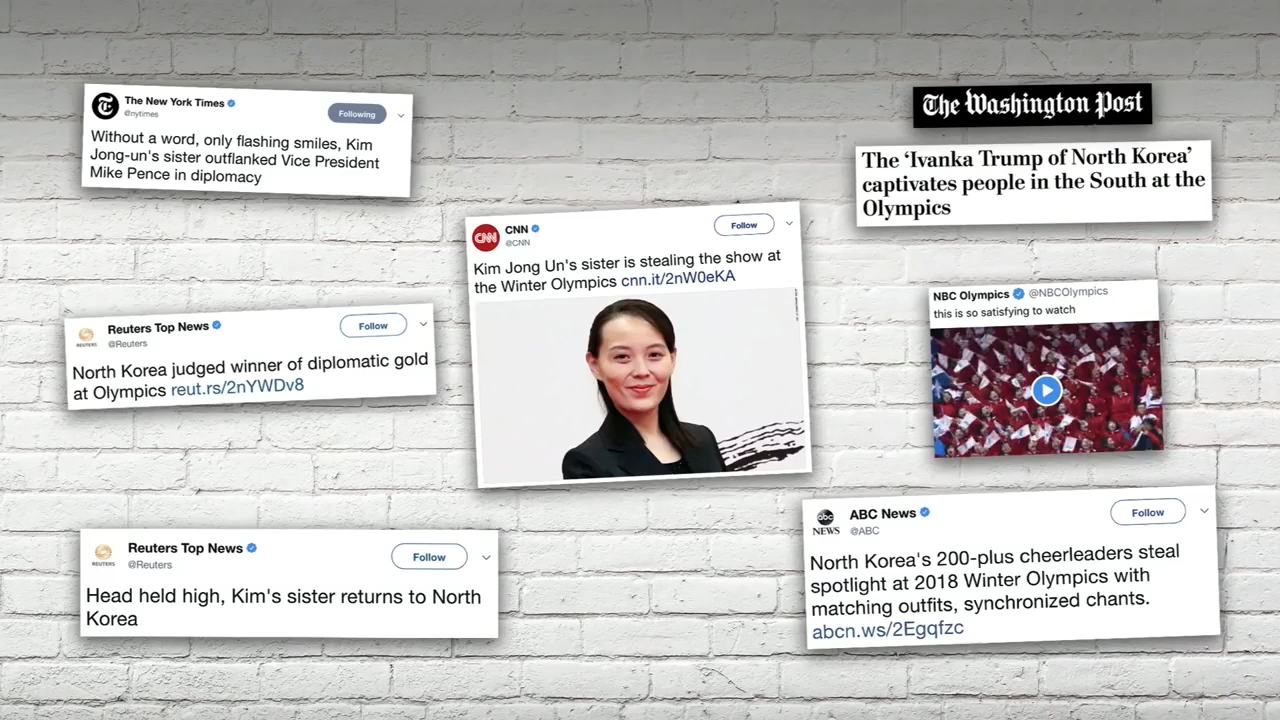 The New York Times
@nytimes
Following
Without a word, only flashing smiles, Kim
Jong-un's sister outflanked Vice President
Mike Pence in diplomacy
The Washington Post
The ‘Ivanka Trump of North Korea’
captivates people in the South at the
Olympics
CNN
CNN
@CNN
Follow
Kim Jong Un's sister is stealing the show at
the Winter Olympics cnn.it/2nW0eKA
NBC Olympics @NBCOlympics
this is so satisfying to watch
REUTERS
Reuters Top News
@Reuters
Follow
North Korea judged winner of diplomatic gold
at Olympics reut.rs/2nYWDv8
REUTERS
Reuters Top News
@Reuters
Follow
Head held high, Kim's sister returns to North
Korea
abc
NEWS
ABC News
@ABC
Follow
North Korea's 200-plus cheerleaders steal
spotlight at 2018 Winter Olympics with
matching outfits, synchronized chants.
abcn.ws/2Egqfzc